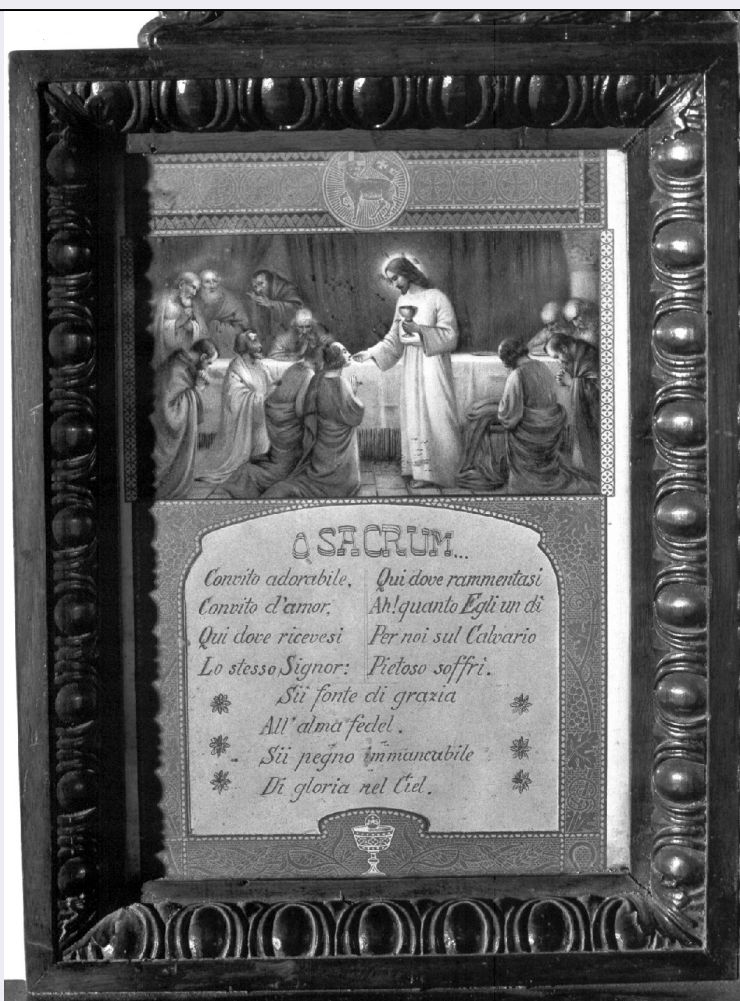 O SACRUM...
Convito adorabile,
Convito d'amor,
Qui dove ricevesi
Lo stesso Signor:
Qui dove rammentasi
Ah! quanto Egli un dì
Per noi sul Calvario
Pietoso soffrì.
Sii fonte di grazia
All'alma fedel.
Sii pegno immancabile
Di gloria nel Ciel.